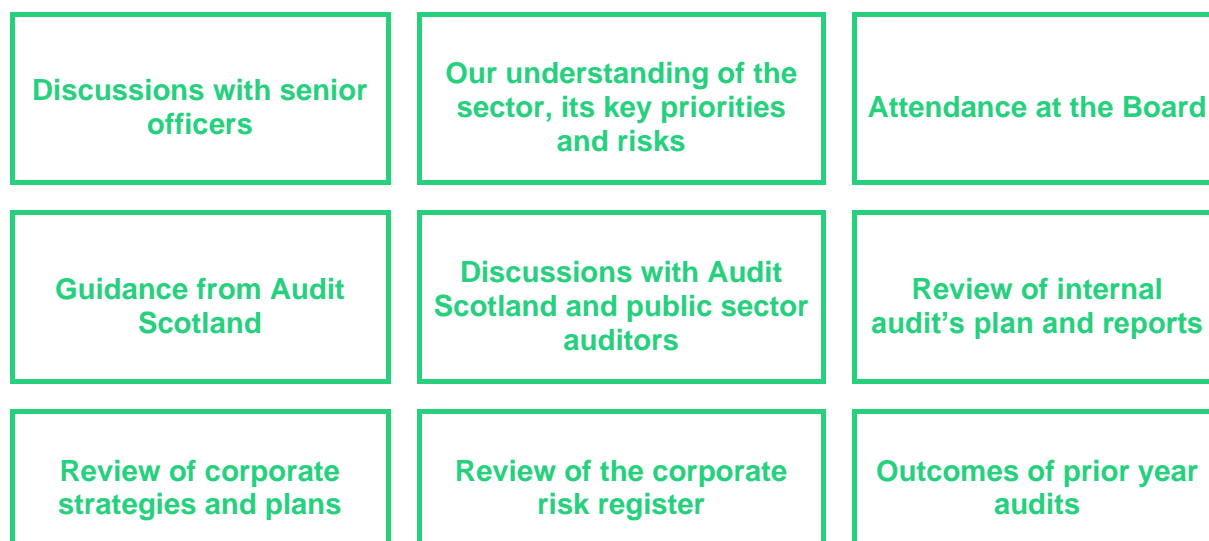 Discussions with senior
officers
Our understanding of the
sector, its key priorities
and risks
Attendance at the Board
Guidance from Audit
Scotland
Discussions with Audit
Scotland and public sector
auditors
Review of internal
audit’s plan and reports
Review of corporate
strategies and plans
Review of the corporate
risk register
Outcomes of prior year
audits